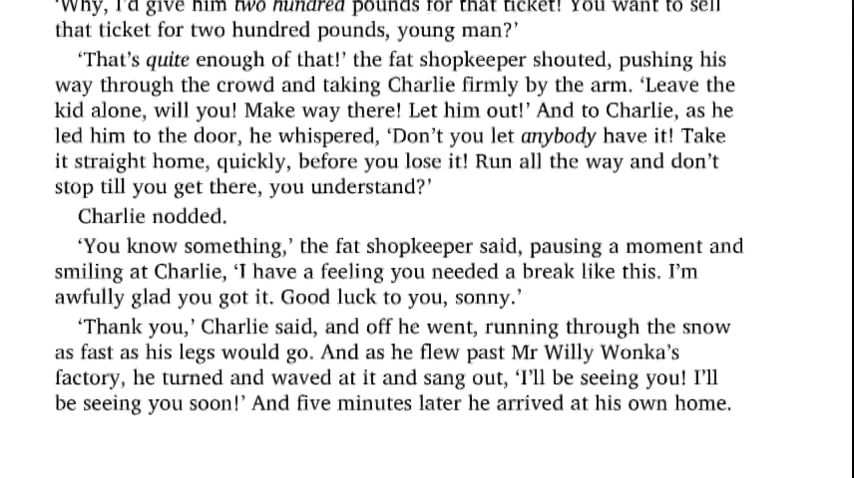 ‘Why, I’d give him two hundred pounds for that ticket! You want to sell
that ticket for two hundred pounds, young man?’
‘That’s quite enough of that!’ the fat shopkeeper shouted, pushing his
way through the crowd and taking Charlie firmly by the arm. ‘Leave the
kid alone, will you! Make way there! Let him out!’ And to Charlie, as he
led him to the door, he whispered, ‘Don’t you let anybody have it! Take
it straight home, quickly, before you lose it! Run all the way and don’t
stop till you get there, you understand?’
Charlie nodded.
‘You know something,’ the fat shopkeeper said, pausing a moment and
smiling at Charlie, ‘I have a feeling you needed a break like this. I’m
awfully glad you got it. Good luck to you, sonny.’
‘Thank you,’ Charlie said, and off he went, running through the snow
as fast as his legs would go. And as he flew past Mr Willy Wonka’s
factory, he turned and waved at it and sang out, ‘I’ll be seeing you! I’ll
be seeing you soon!’ And five minutes later he arrived at his own home.